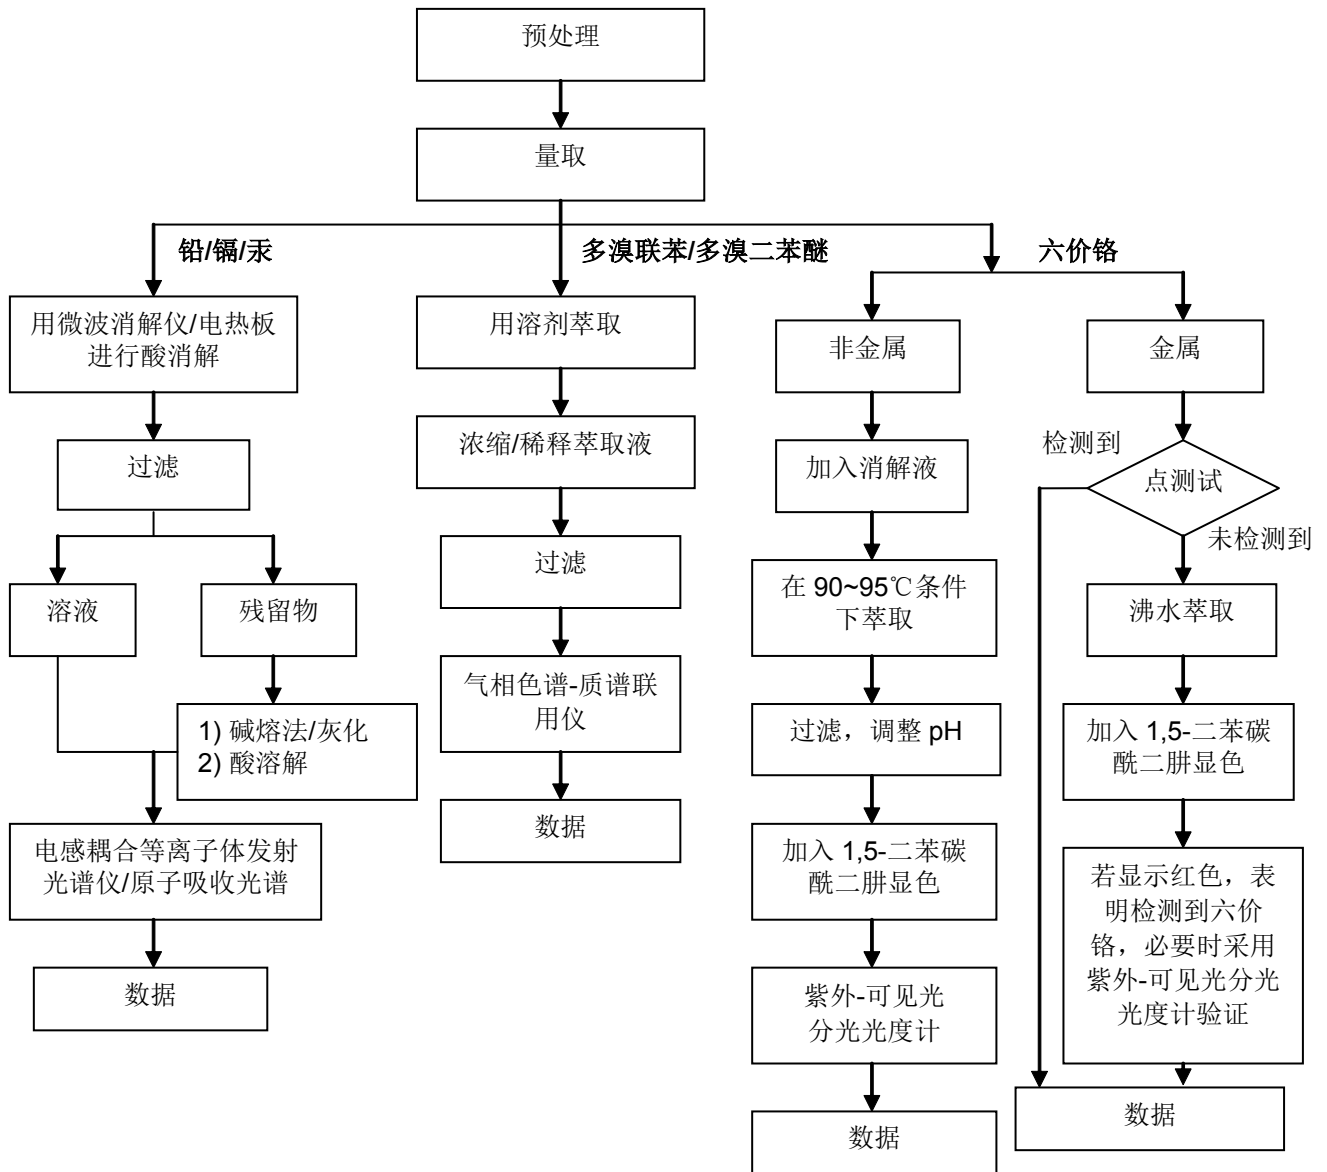 预处理
量取
铅/镉/汞
多溴联苯/多溴二苯醚
六价铬
用微波消解仪/电热板
进行酸消解
过滤
溶液
残留物
1) 碱熔法/灰化
2) 酸溶解
电感耦合等离子体发射
光谱仪/原子吸收光谱
数据
用溶剂萃取
浓缩/稀释萃取液
过滤
气相色谱-质谱联
用仪
数据
非金属
加入消解液
在 90~95℃条件
下萃取
过滤，调整 pH
加入 1,5-二苯碳
酰二肼显色
紫外-可见光
分光光度计
数据
金属
检测到
点测试
未检测到
沸水萃取
加入 1,5-二苯碳
酰二肼显色
若显示红色，表
明检测到六价
铬，必要时采用
紫外-可见光分光
光度计验证
数据